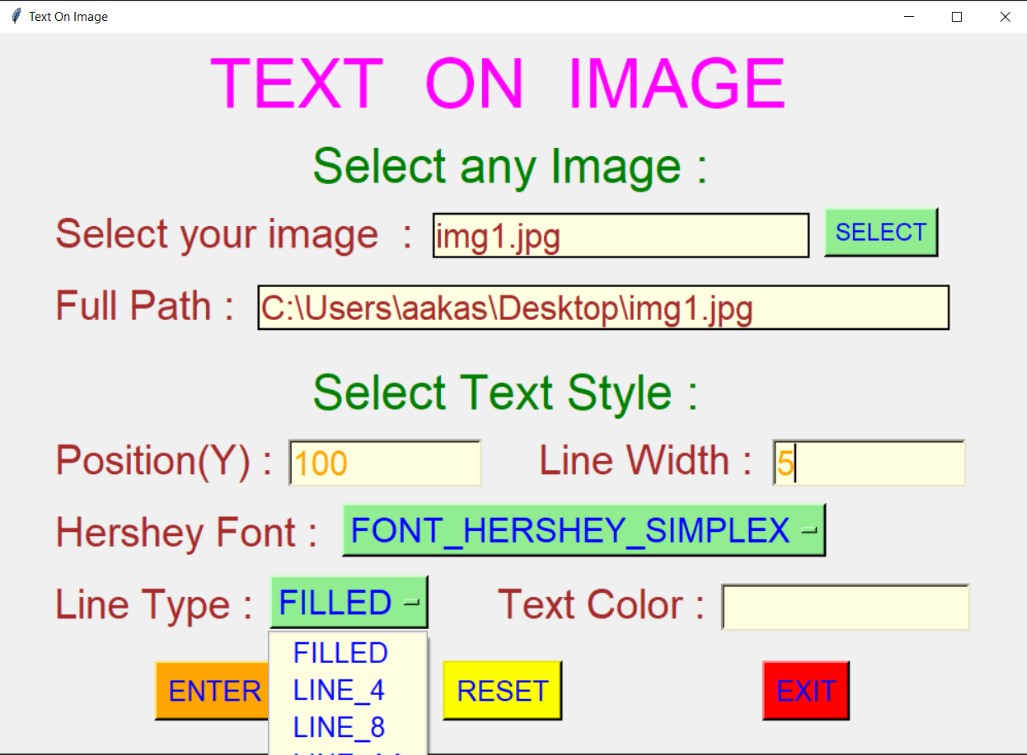 Text On Image
TEXT ON IMAGE
Select any Image :
Select your image : img1.jpg SELECT
Full Path : C:\Users\aakas\Desktop\img1.jpg
Select Text Style :
Position(Y) : 100 Line Width : 5
Hershey Font : FONT_HERSHEY_SIMPLEX
Line Type : FILLED Text Color :
FILLED
ENTER LINE_4 RESET EXIT
LINE_8